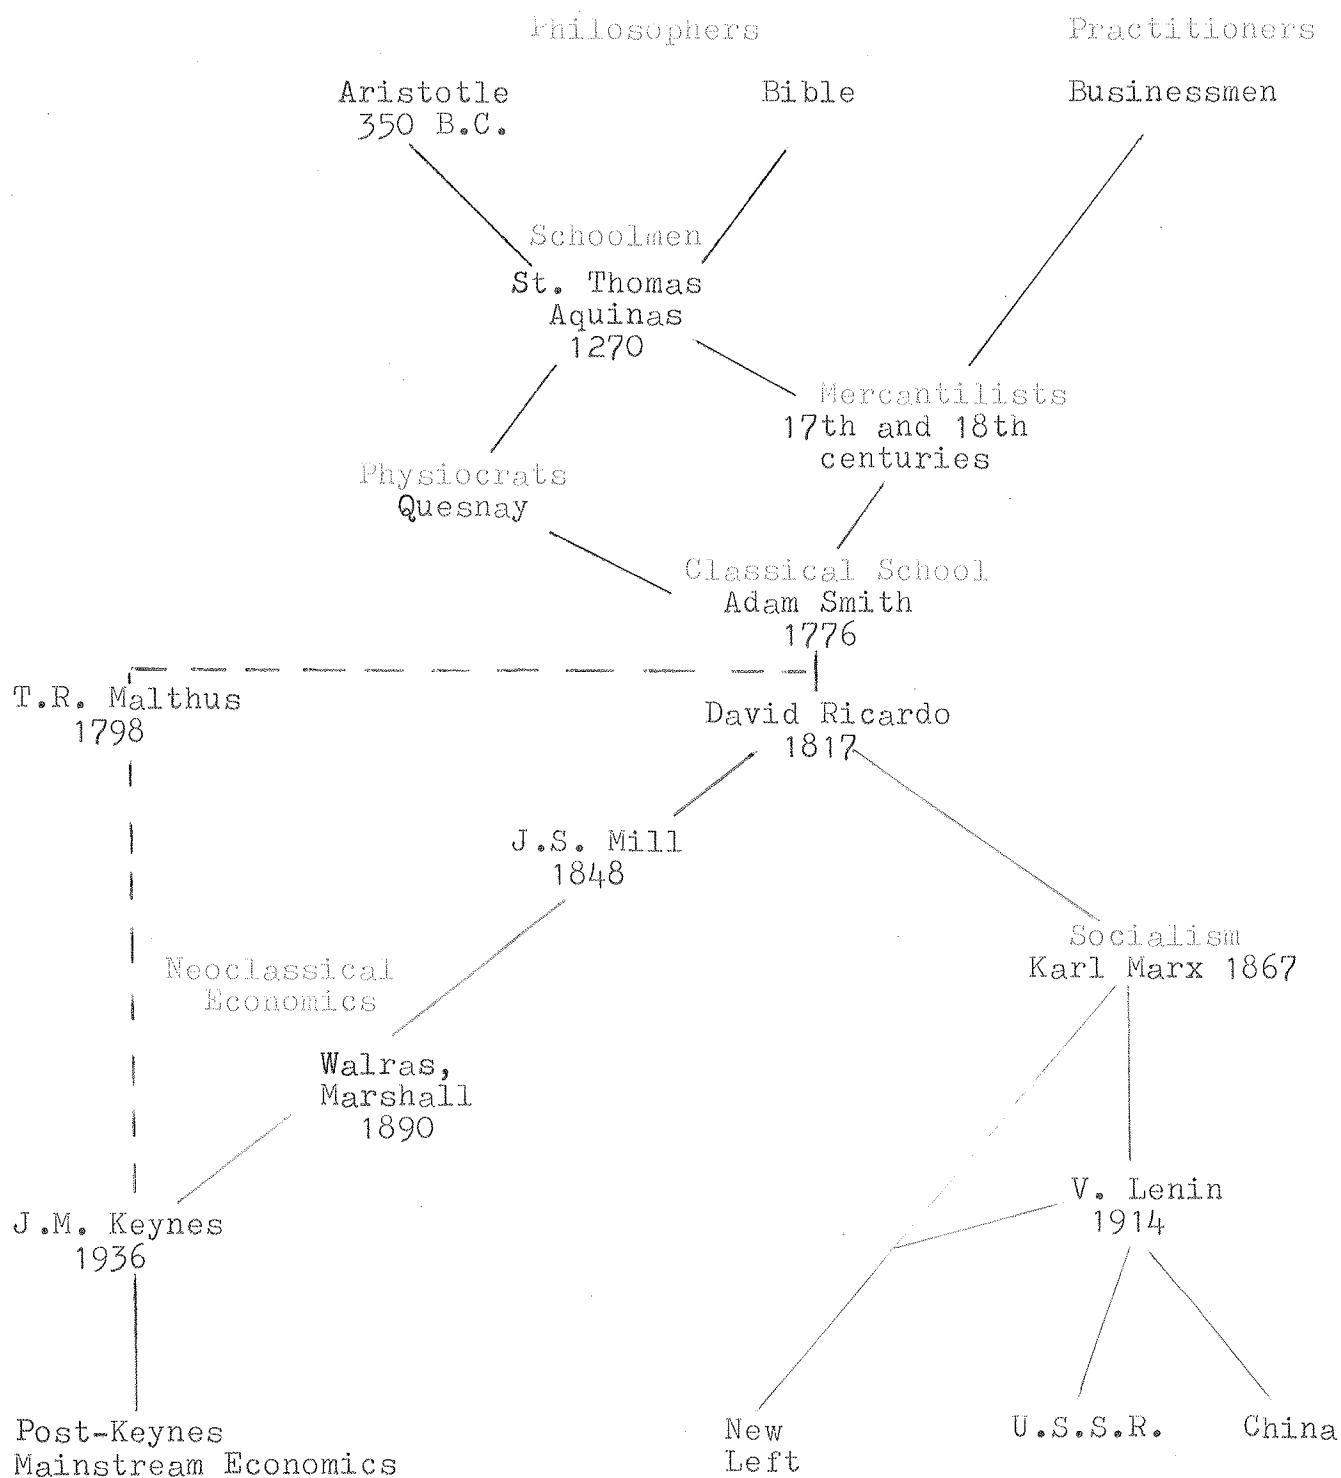 Philosophers Practitioners
Aristotle Bible Businessmen
350 B.C.
Schoolmen
St. Thomas
Aquinas
1270
Mercantilists
17th and 18th
centuries
Physiocrats
Quesnay
Classical School
Adam Smith
1776
T.R. Malthus
1798
David Ricardo
1817
J.S. Mill
1848
Socialism
Karl Marx 1867
Neoclassical
Economics
Walras,
Marshall
1890
V. Lenin
1914
J.M. Keynes
1936
Post-Keynes
Mainstream Economics
New
Left
U.S.S.R.
China